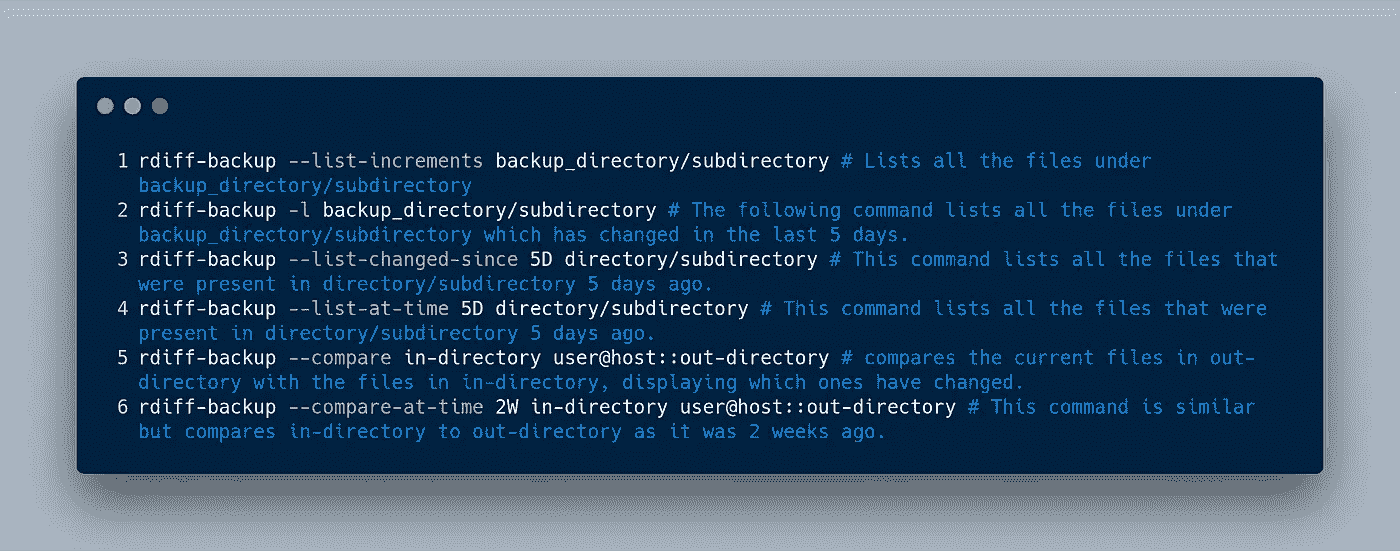 1 rdiff-backup --list-increments backup_directory/subdirectory # Lists all the files under
backup_directory/subdirectory
2 rdiff-backup -l backup_directory/subdirectory # The following command lists all the files under
backup_directory/subdirectory which has changed in the last 5 days.
3 rdiff-backup --list-changed-since 5D directory/subdirectory # This command lists all the files that
were present in directory/subdirectory 5 days ago.
4 rdiff-backup --list-at-time 5D directory/subdirectory # This command lists all the files that were
present in directory/subdirectory 5 days ago.
5 rdiff-backup --compare in-directory user@host::out-directory # compares the current files in out-
directory with the files in in-directory, displaying which ones have changed.
6 rdiff-backup --compare-at-time 2W in-directory user@host::out-directory # This command is similar
but compares in-directory to out-directory as it was 2 weeks ago.